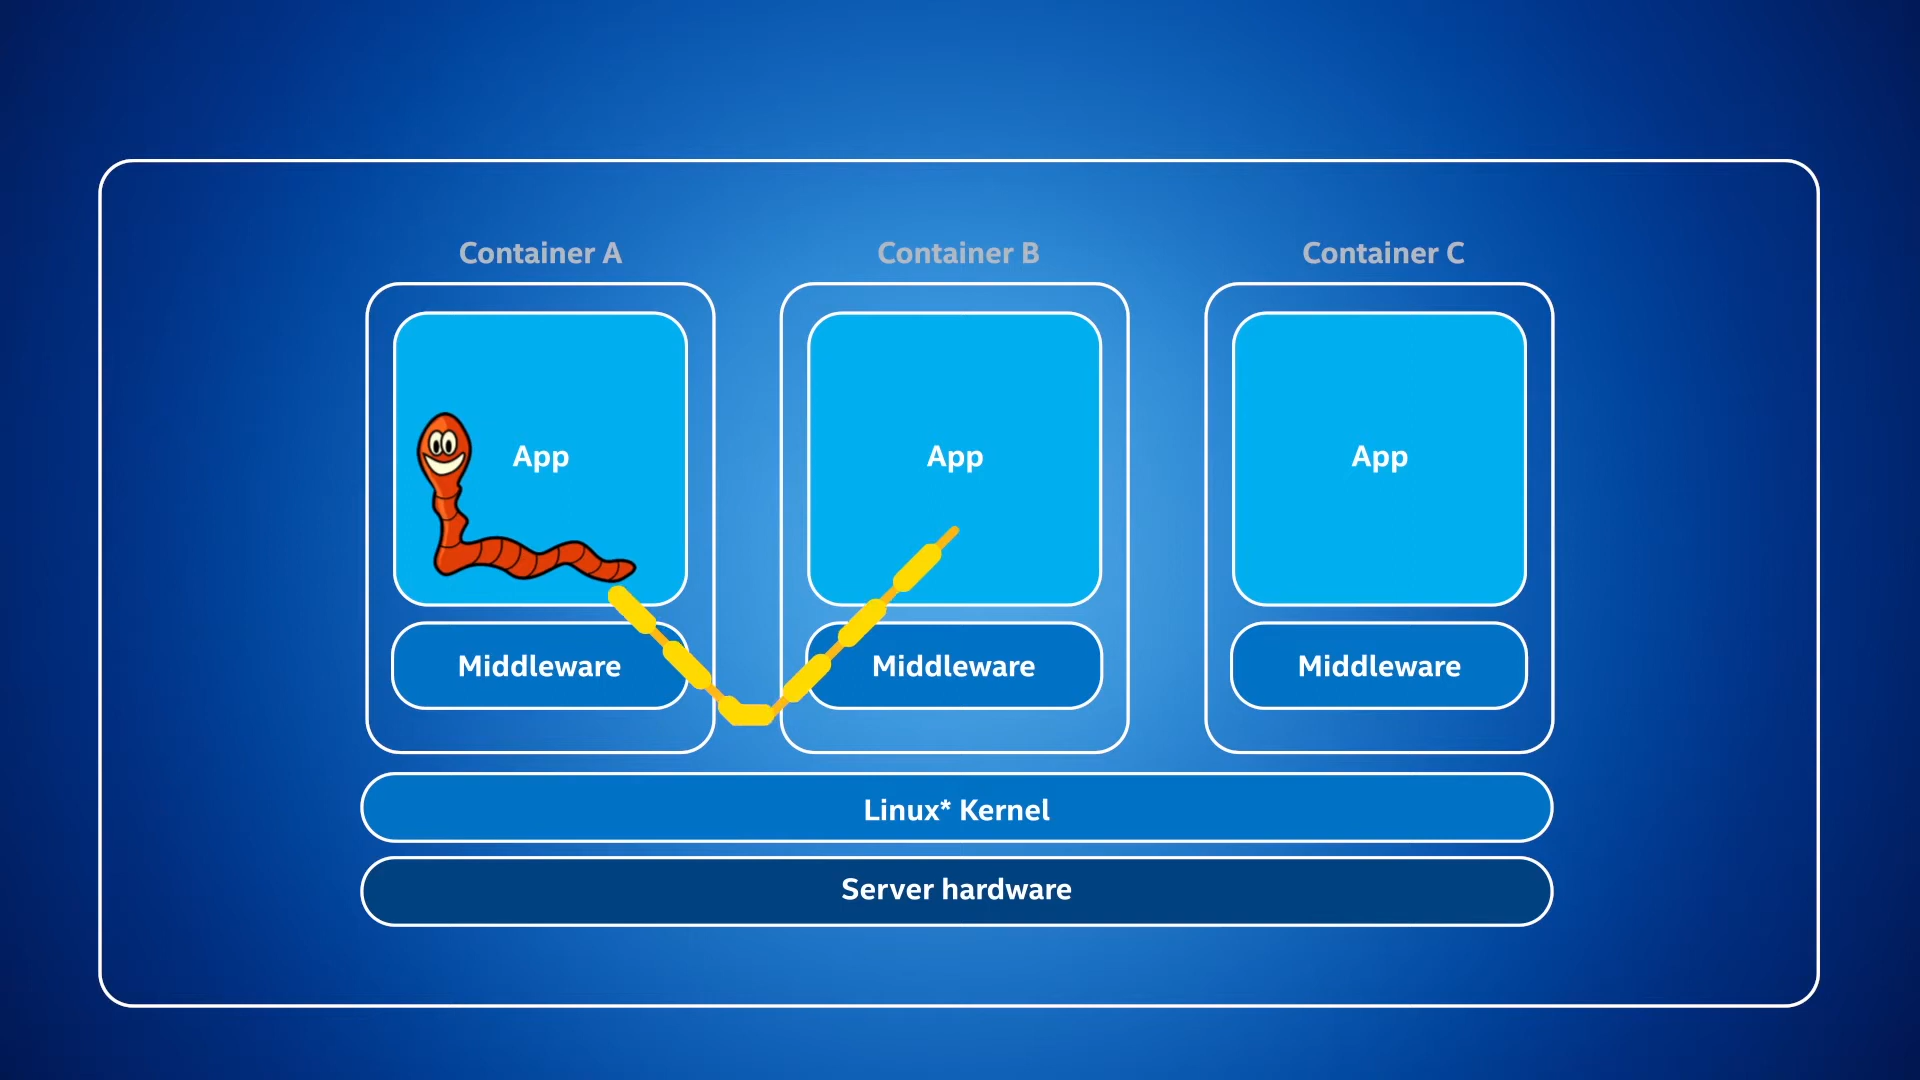 Container A
Container B
Container C
App
App
App
Middleware
Middleware
Middleware
Linux* Kernel
Server hardware